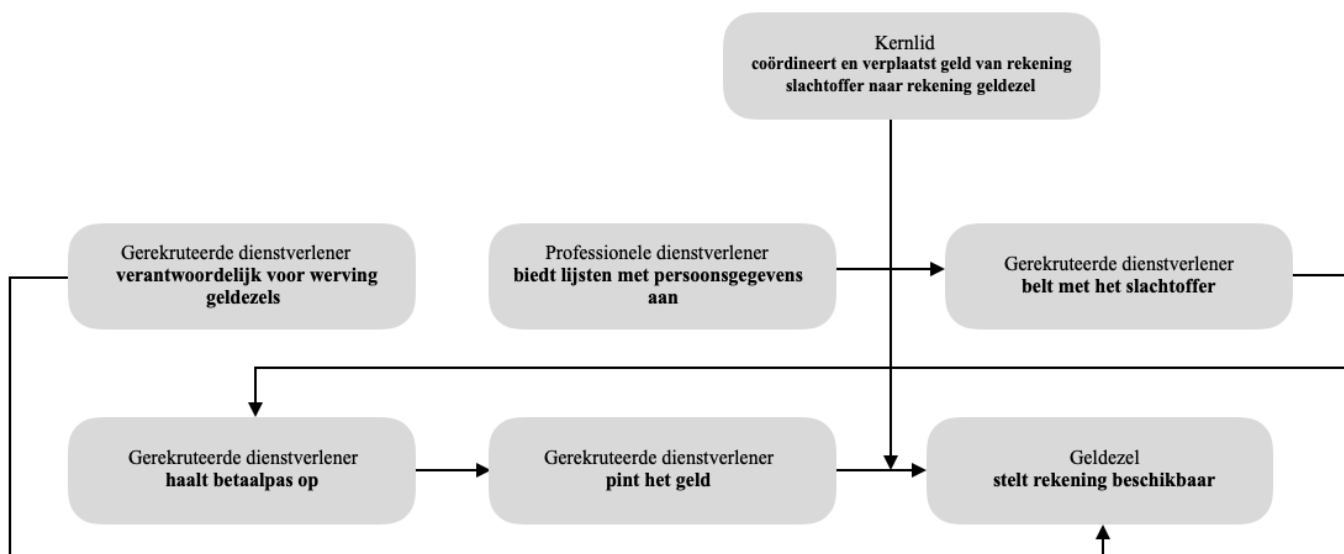 Kernlid
coördineert en verplaatst geld van rekening
slachtoffer naar rekening geldezel
Gerekruteerde dienstverlener
verantwoordelijk voor werving
geldezels
Professionele dienstverlener
biedt lijsten met persoonsgegevens
aan
Gerekruteerde dienstverlener
belt met het slachtoffer
Gerekruteerde dienstverlener
haalt betaalpas op
Gerekruteerde dienstverlener
pint het geld
Geldezel
stelt rekening beschikbaar